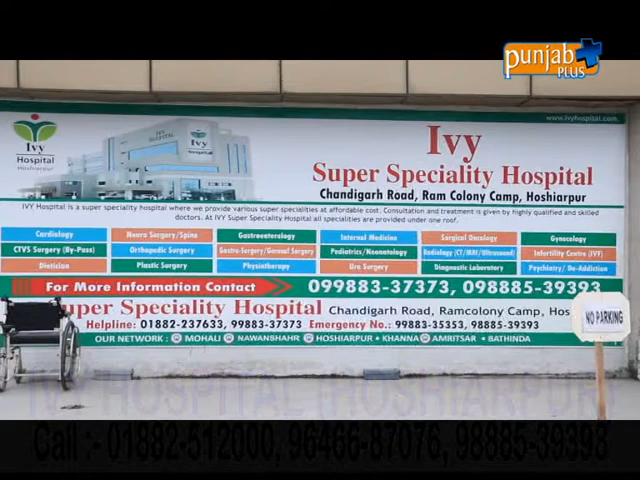 punjab
PLUS
www.ivyhospital.com
Ivy
Hospital
Hoshiarpur
IVY HOSPITAL
Ivy
Hospital
Ivy
Super Speciality Hospital
Chandigarh Road, Ram Colony Camp, Hoshiarpur
IVY Hospital is a super speciality hospital where we provide various super specialities at affordable cost. Consultation and treatment is given by highly qualified and skilled
doctors. At IVY Super Speciality Hospital all specialities are provided under one roof.
Cardiology Neuro Surgery/Spine Gastroenterology Internal Medicine Surgical Oncology Gynecology
CTVS Surgery (By-Pass) Orthopedic Surgery Gastro-Surgery/General Surgery Pediatrics/Neonatology Radiology (CT/MRI/Ultrasound) Infertility Centre (IVF)
Dietician Plastic Surgery Physiotherapy Uro Surgery Diagnostic Laboratory Psychiatry/ De-Addiction
For More Information Contact 099883-37373, 098885-39393
Super Speciality Hospital Chandigarh Road, Ramcolony Camp, Hos
Helpline: 01882-237633, 99883-37373 Emergency No.: 99883-35353, 98885-39393
OUR NETWORK: MOHALI NAWANSHAHR HOSHIARPUR • KHANNA AMRITSAR • BATHINDA
NO PARKING
IVY HOSPITAL (HOSHIARPUR)
Call :- 01882-512000, 96466-87076, 98885-39393